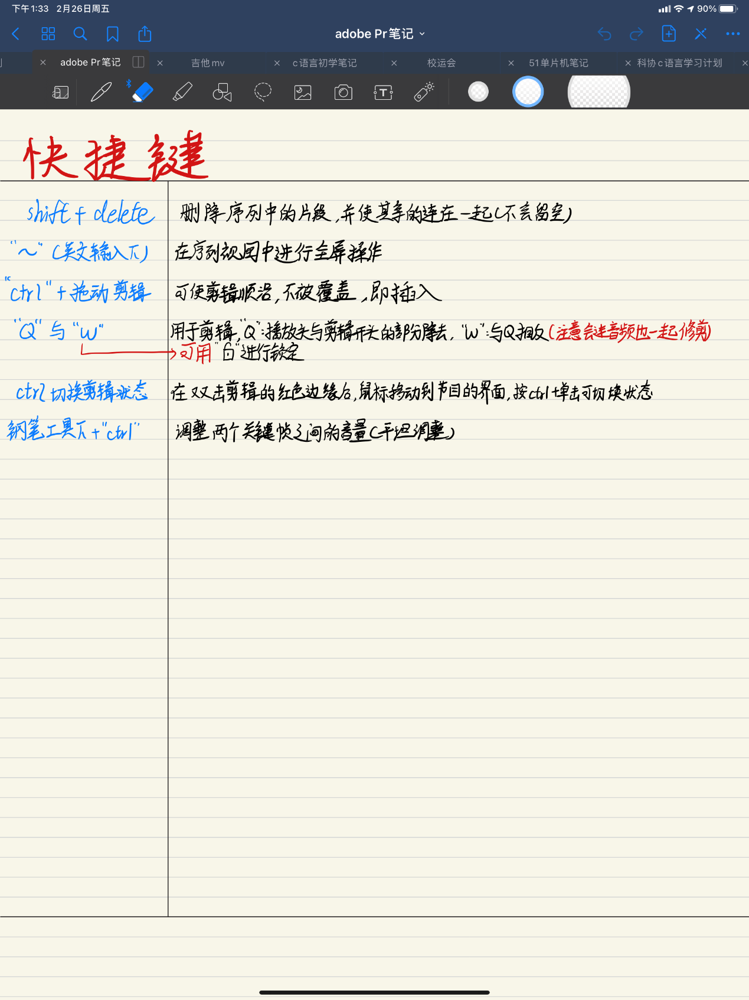 下午1:33 2月26日周五 90%
adobe Pr笔记
adobe Pr笔记 吉他mv c语言初学笔记 校运会 51单片机笔记 科协c语言学习计划
快捷键
shift + delete 删除序列中的片段,并使其等的连在一起(不会留空)
"~"(英文输入下) 在序列视图中进行全屏操作
"ctrl"+拖动剪辑 可使剪辑顺沿,不被覆盖,即插入
"Q"与"W" 用于剪辑,"Q":播放头与剪辑开头的部分除去,"W":与Q相反(注意会连音频也一起修剪)
可用"6"进行锁定
ctrl切换剪辑状态 在双击剪辑的红色边缘后,鼠标移动到节目的界面,按ctrl+单击可切换状态
钢笔工具下+"ctrl" 调整两个关键帧之间的音量(平坦调整)